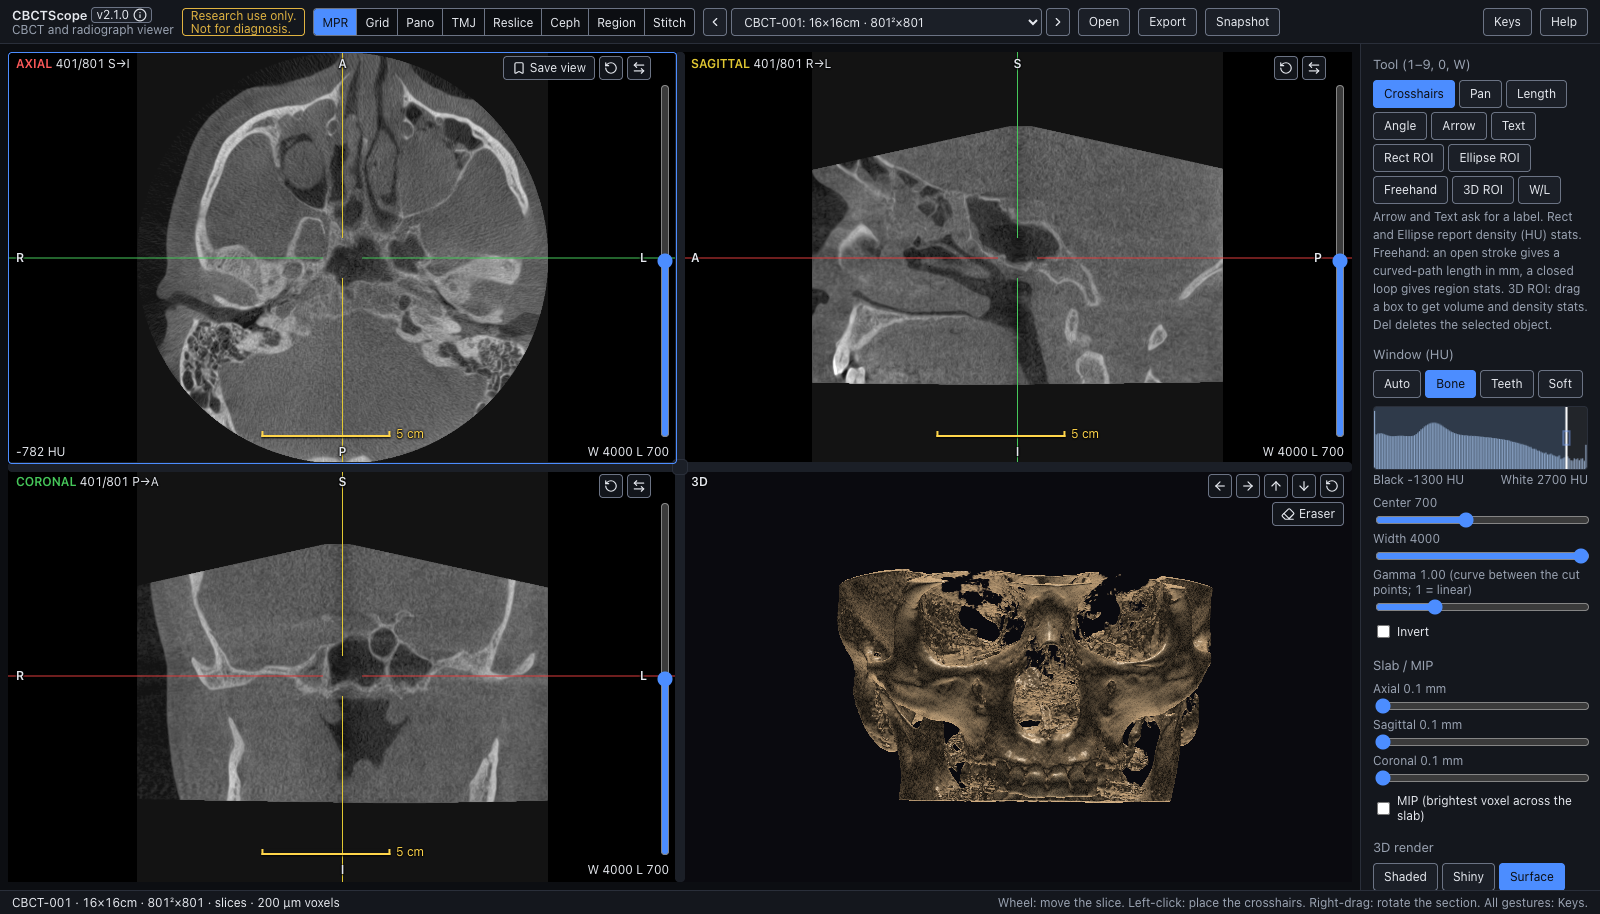 CBCTScope v2.1.0
CBCT and radiograph viewer
Research use only.
Not for diagnosis.
MPR Grid Pano TMJ Reslice Ceph Region Stitch
CBCT-001: 16×16cm · 801²×801
Open Export Snapshot
Keys Help
AXIAL 401/801 S→I
A
Save view
R
L
5 cm
-782 HU
P
W 4000 L 700
SAGITTAL 401/801 R→L
S
A
P
5 cm
I
W 4000 L 700
CORONAL 401/801 P→A
S
R
L
5 cm
I
W 4000 L 700
3D
Eraser
Tool (1–9, 0, W)
Crosshairs Pan Length
Angle Arrow Text
Rect ROI Ellipse ROI
Freehand 3D ROI W/L
Arrow and Text ask for a label. Rect
and Ellipse report density (HU) stats.
Freehand: an open stroke gives a
curved-path length in mm, a closed
loop gives region stats. 3D ROI: drag
a box to get volume and density stats.
Del deletes the selected object.
Window (HU)
Auto Bone Teeth Soft
Black -1300 HU White 2700 HU
Center 700
Width 4000
Gamma 1.00 (curve between the cut
points; 1 = linear)
Invert
Slab / MIP
Axial 0.1 mm
Sagittal 0.1 mm
Coronal 0.1 mm
MIP (brightest voxel across the
slab)
3D render
Shaded Shiny Surface
CBCT-001 · 16×16cm · 801²×801 · slices · 200 µm voxels
Wheel: move the slice. Left-click: place the crosshairs. Right-drag: rotate the section. All gestures: Keys.